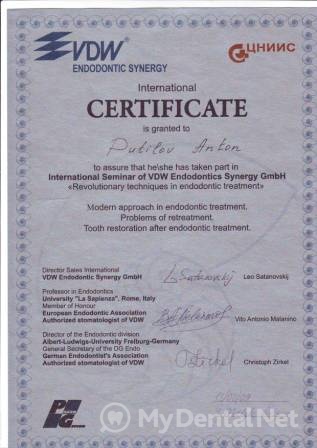 VDW®
ENDODONTIC SYNERGY
ЦНИИС
International
CERTIFICATE
is granted to
Putilov Anton
to assure that he\she has taken part in
International Seminar of VDW Endodontics Synergy GmbH
«Revolutionary techniques in endodontic treatment»
Modern approach in endodontic treatment.
Problems of retreatment.
Tooth restoration after endodontic treatment.
Director Sales International
VDW Endodontic Synergy GmbH
Leo Satanovskij
Professor in Endodontics
University "La Sapienza", Rome, Italy
Member of Honour
European Endodontic Association
Authorized stomatologist of VDW
Vito Antonio Malagnino
Director of the Endodontic division
Albert-Ludwigs-University Freiburg-Germany
General Secretary of the DG Endo
German Endodontist's Association
Authorized stomatologist of VDW
Christoph Zirkel
MyDental.Net